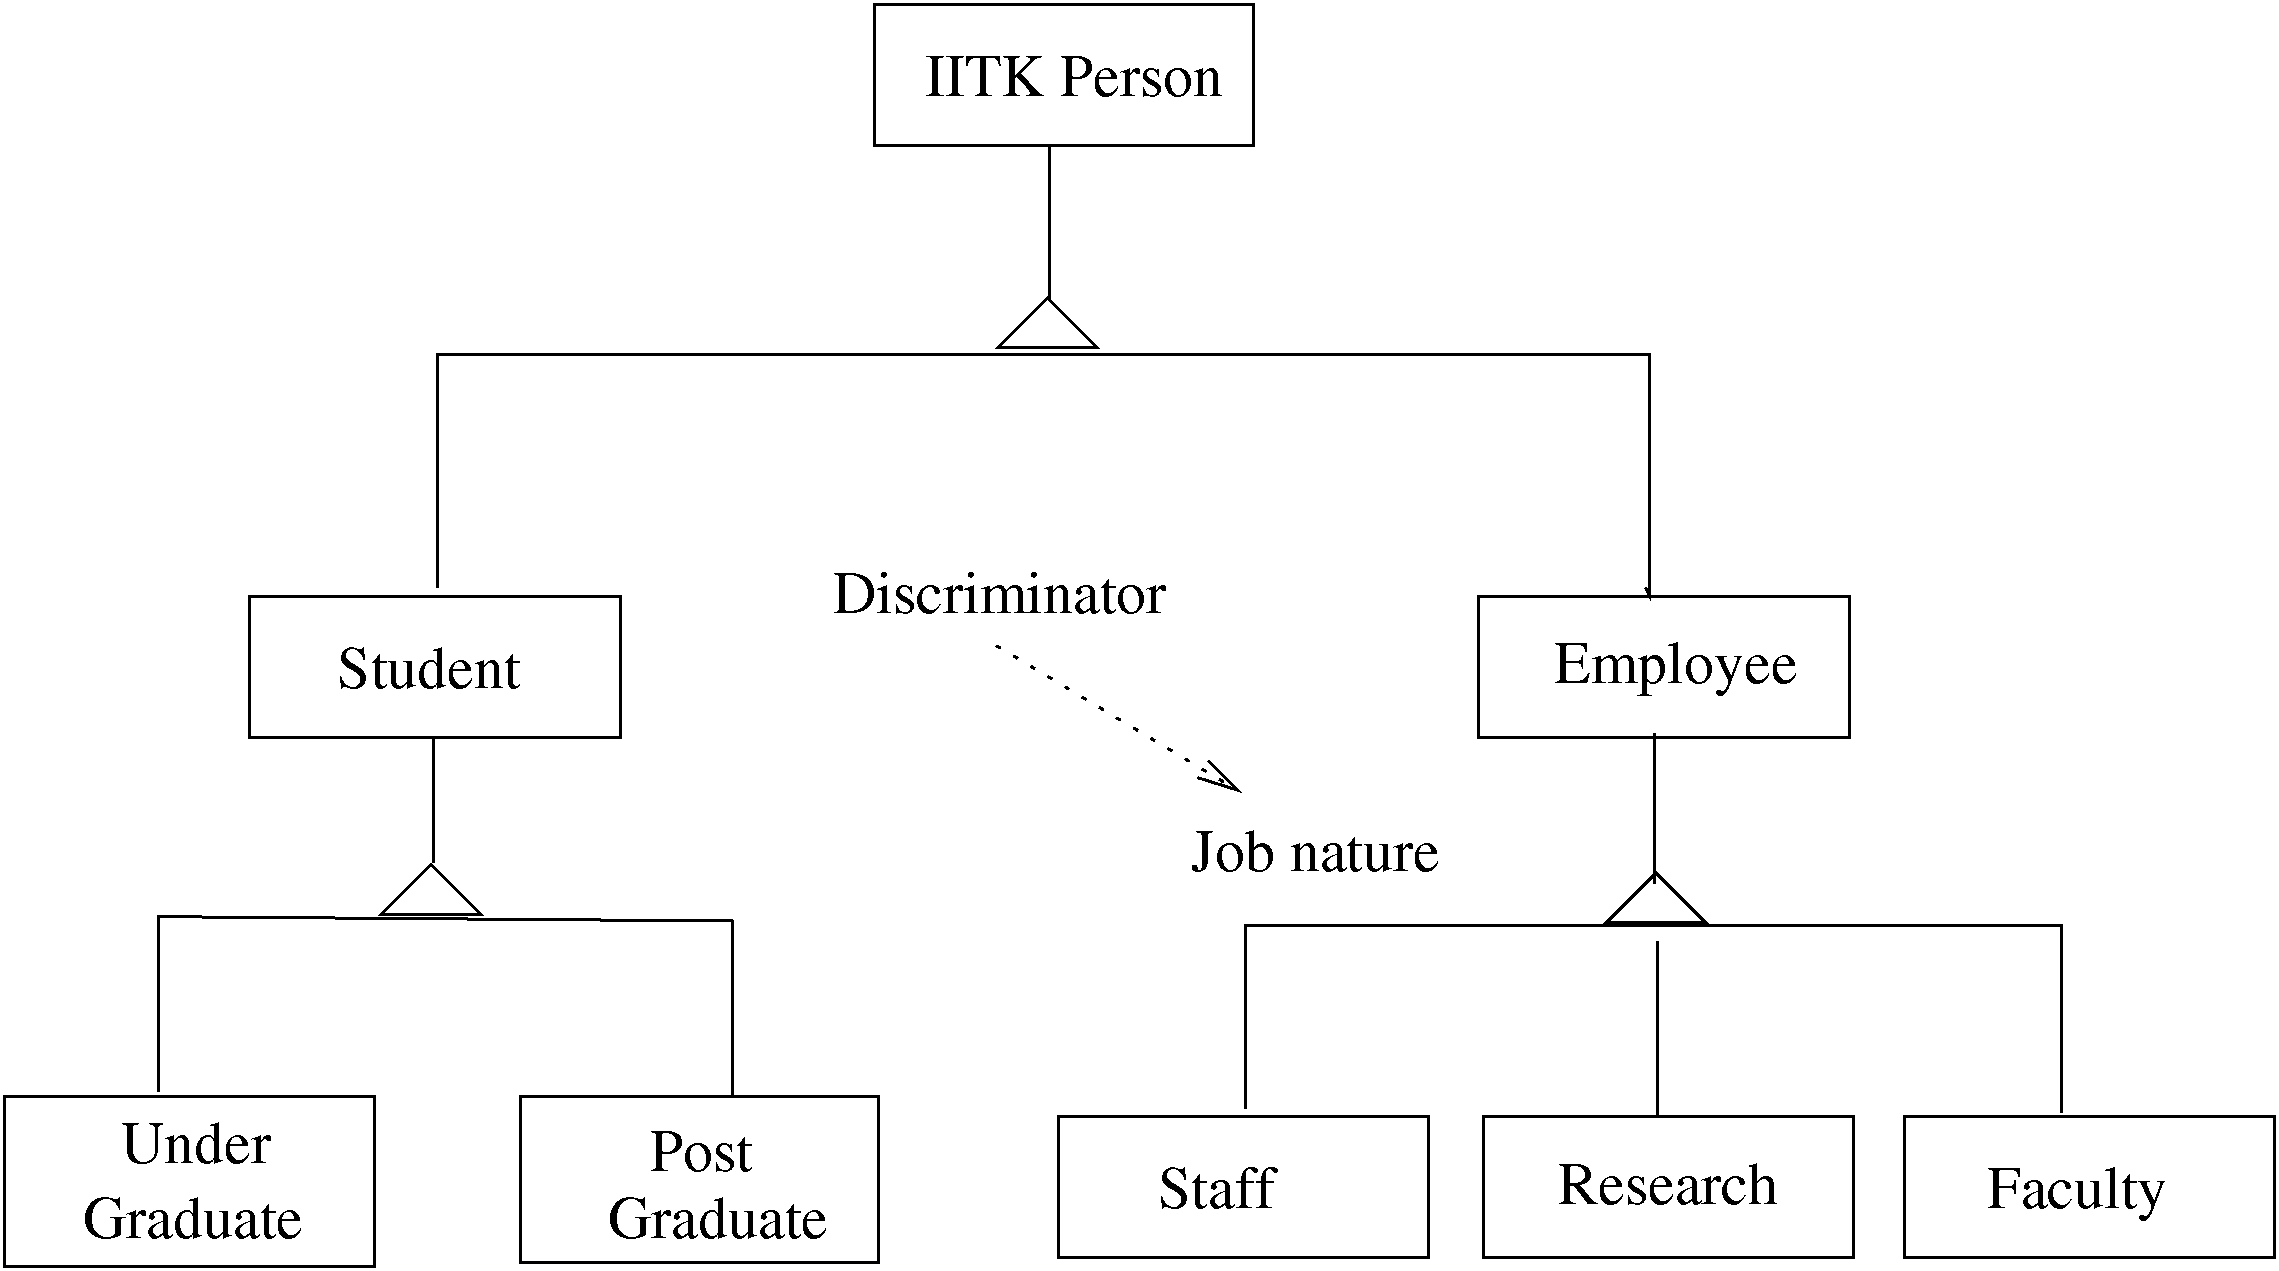 IITK Person
Discriminator
Student
Employee
Job nature
Under
Graduate
Post
Graduate
Staff
Research
Faculty